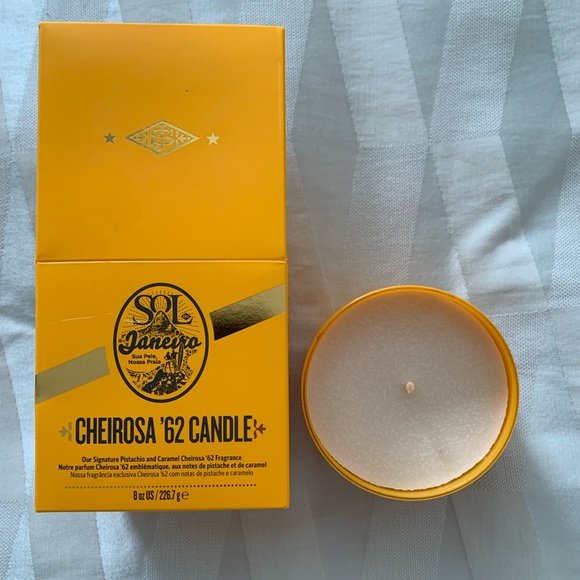 SOL
de
Janeiro
Sua Pele,
Nossa Praia
CHEIROSA '62 CANDLE
Our Signature Pistachio and Caramel Cheirosa '62 Fragrance
Notre parfum Cheirosa '62 emblématique, aux notes de pistache et de caramel
Nossa fragrância exclusiva Cheirosa '62 com notas de pistache e caramelo
8 oz US / 226.7 g ℮